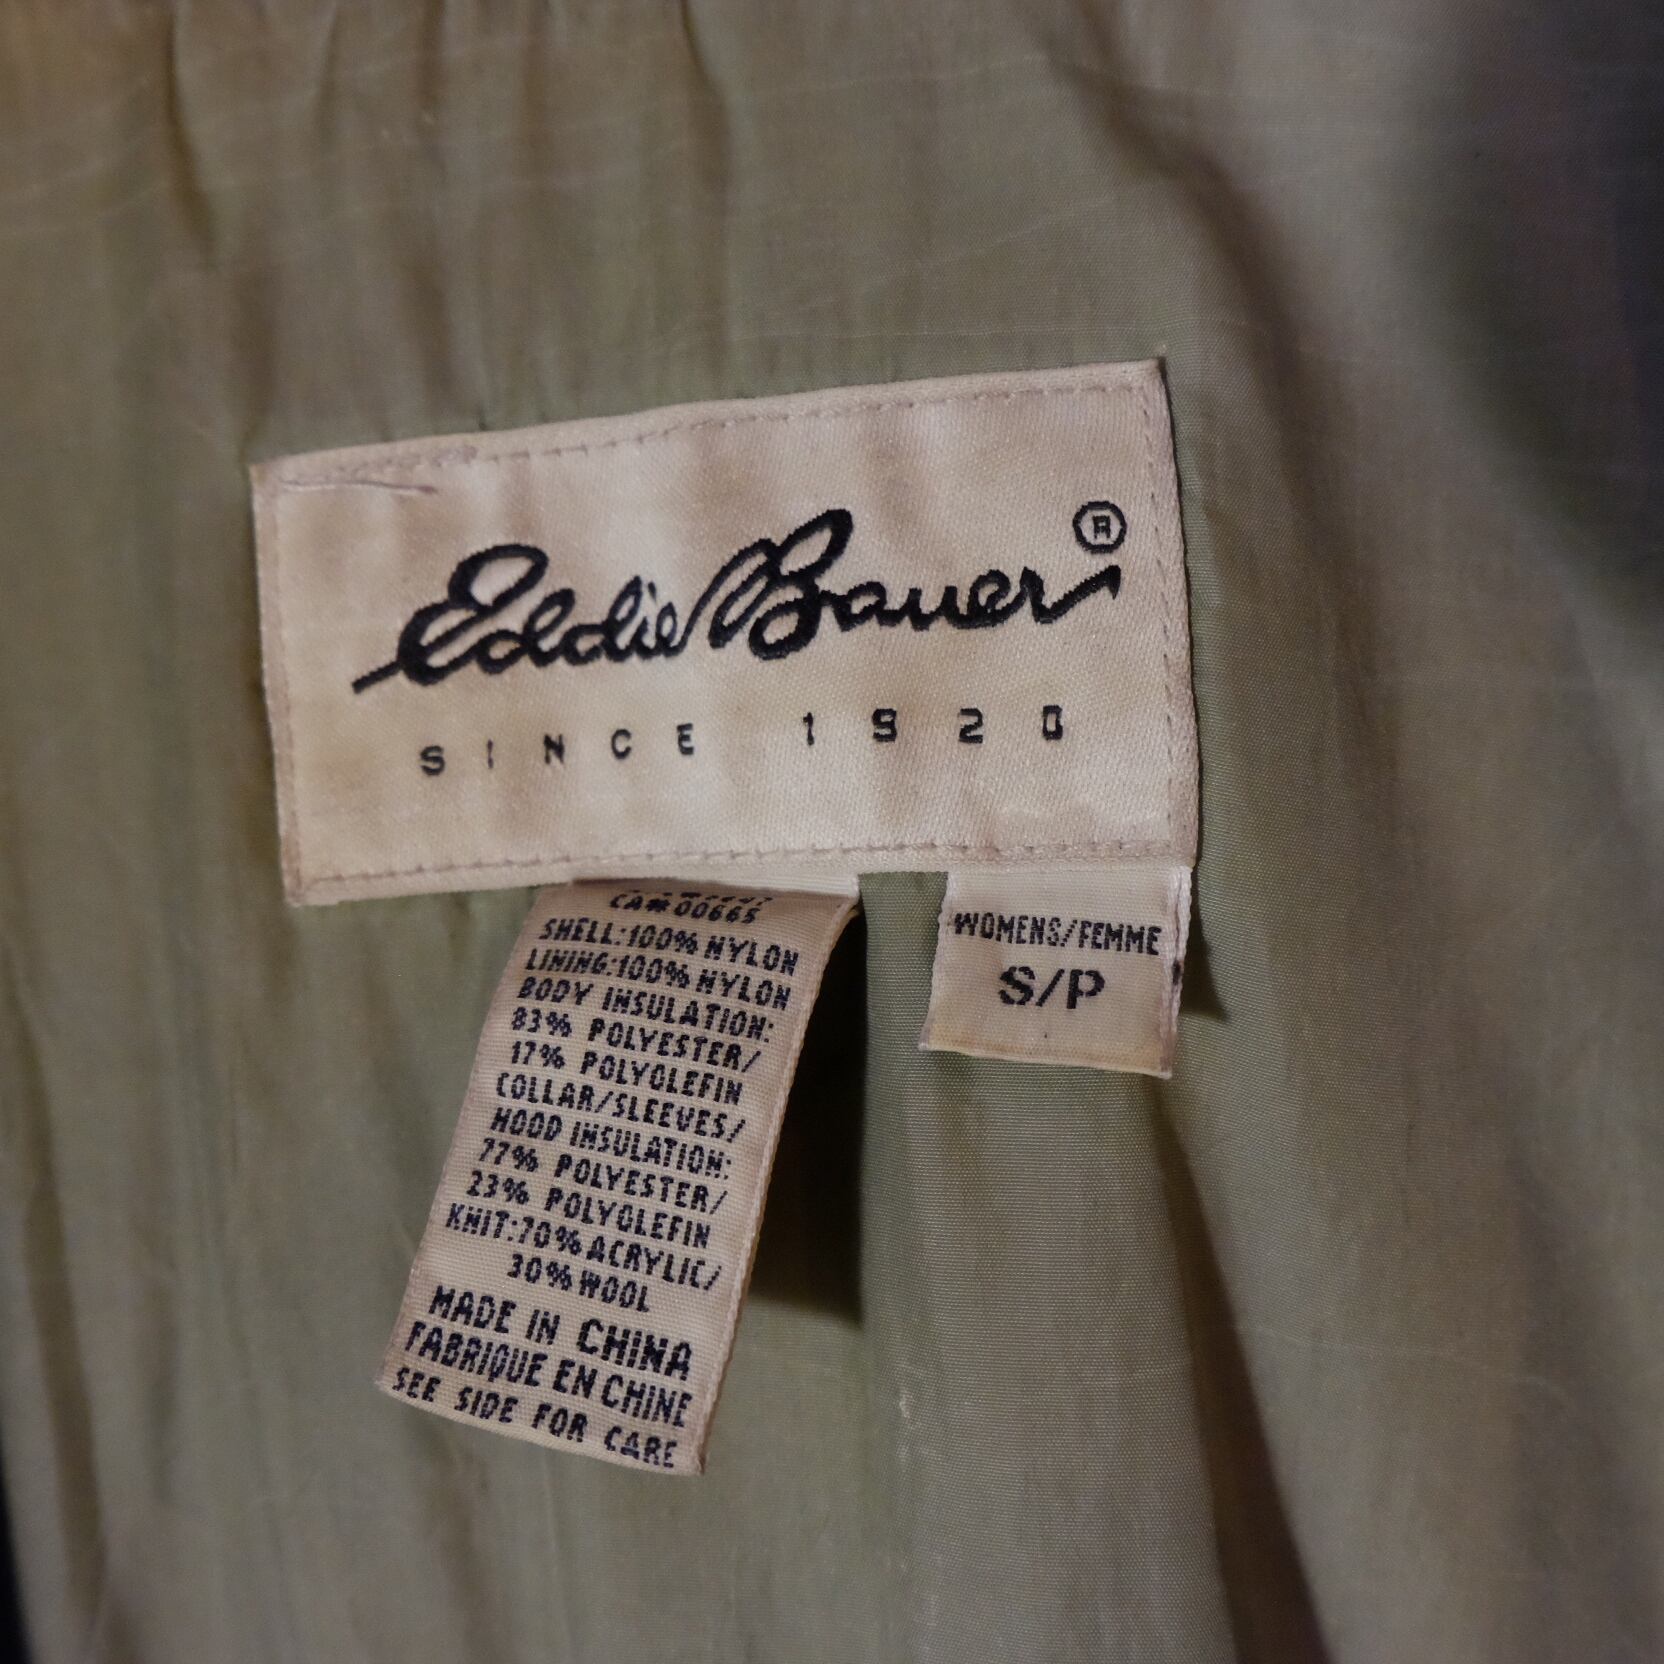 Eddie Bauer®
SINCE 1920
CA# 00665
SHELL:100% NYLON
LINING:100% NYLON
BODY INSULATION:
83% POLYESTER/
17% POLYOLEFIN
COLLAR/SLEEVES/
HOOD INSULATION:
77% POLYESTER/
23% POLYOLEFIN
KNIT:70% ACRYLIC/
30% WOOL
MADE IN CHINA
FABRIQUE EN CHINE
SEE SIDE FOR CARE
WOMENS/FEMME
S/P